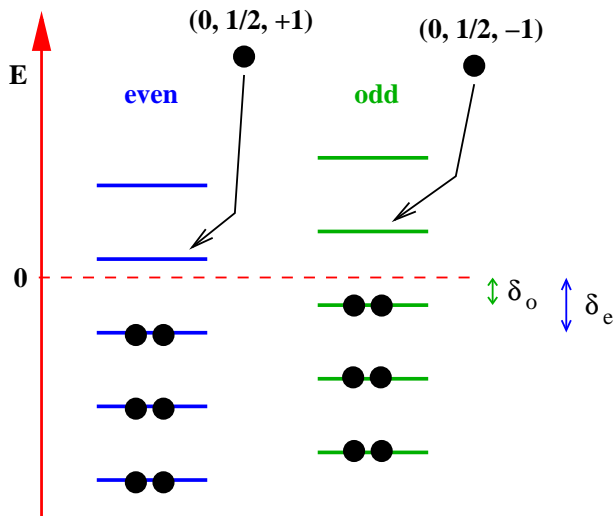 (0, 1/2, +1)
(0, 1/2, −1)
E
even
odd
0
δo
δe